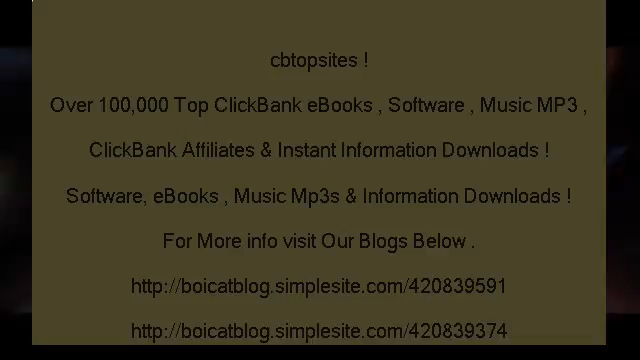 cbtopsites !
Over 100,000 Top ClickBank eBooks , Software , Music MP3 ,
ClickBank Affiliates & Instant Information Downloads !
Software, eBooks , Music Mp3s & Information Downloads !
For More info visit Our Blogs Below .
http://boicatblog.simplesite.com/420839591
http://boicatblog.simplesite.com/420839374